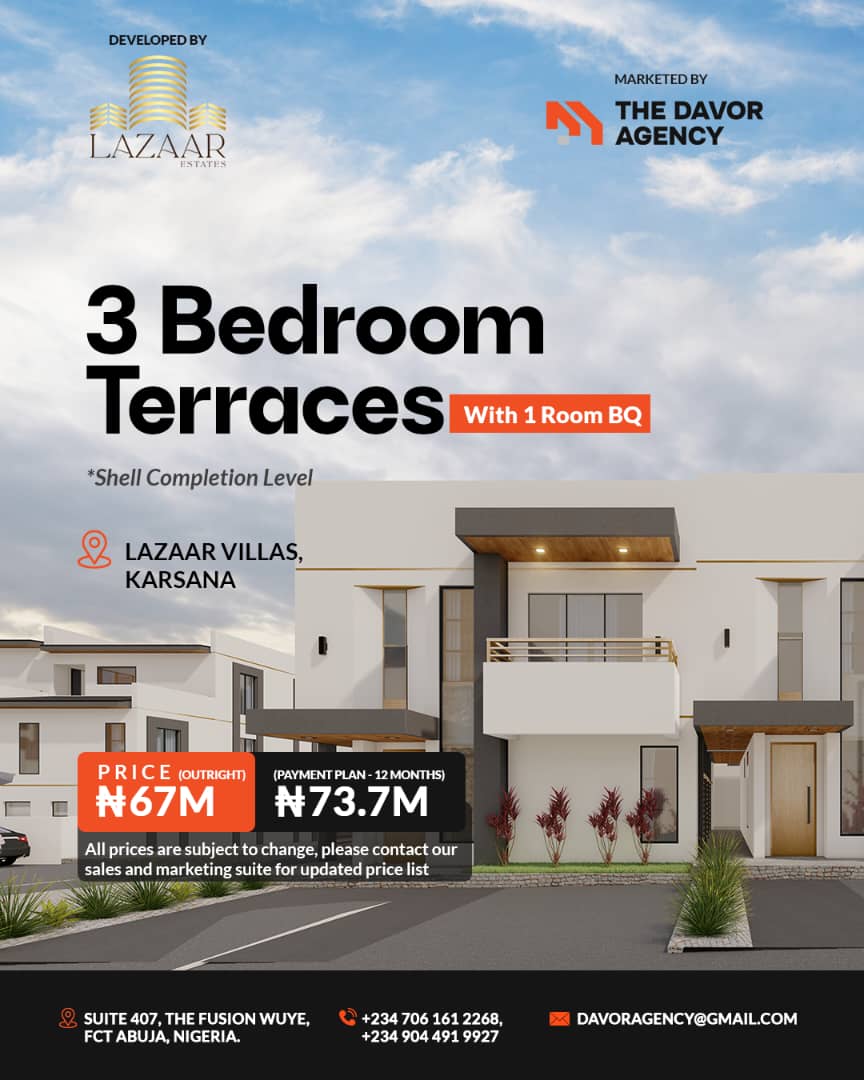 DEVELOPED BY
LAZAAR
ESTATES
MARKETED BY
THE DAVOR
AGENCY
3 Bedroom
Terraces With 1 Room BQ
*Shell Completion Level
LAZAAR VILLAS,
KARSANA
PRICE (OUTRIGHT)
₦67M
(PAYMENT PLAN - 12 MONTHS)
₦73.7M
All prices are subject to change, please contact our
sales and marketing suite for updated price list
SUITE 407, THE FUSION WUYE,
FCT ABUJA, NIGERIA.
+234 706 161 2268,
+234 904 491 9927
DAVORAGENCY@GMAIL.COM